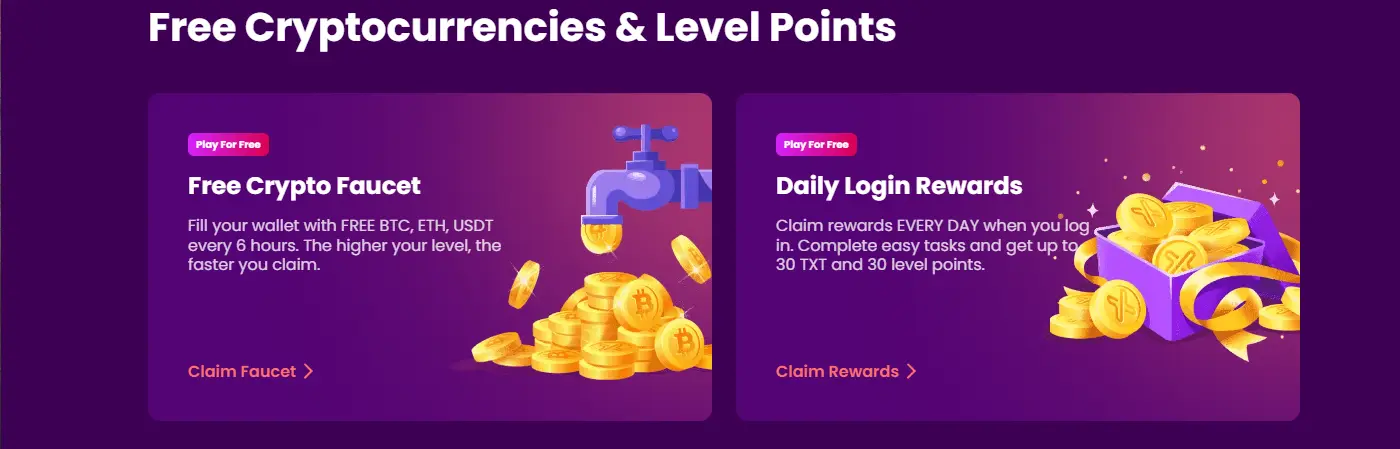 Free Cryptocurrencies & Level Points
Play For Free
Free Crypto Faucet
Fill your wallet with FREE BTC, ETH, USDT
every 6 hours. The higher your level, the
faster you claim.
Claim Faucet
Play For Free
Daily Login Rewards
Claim rewards EVERY DAY when you log
in. Complete easy tasks and get up to
30 TXT and 30 level points.
Claim Rewards